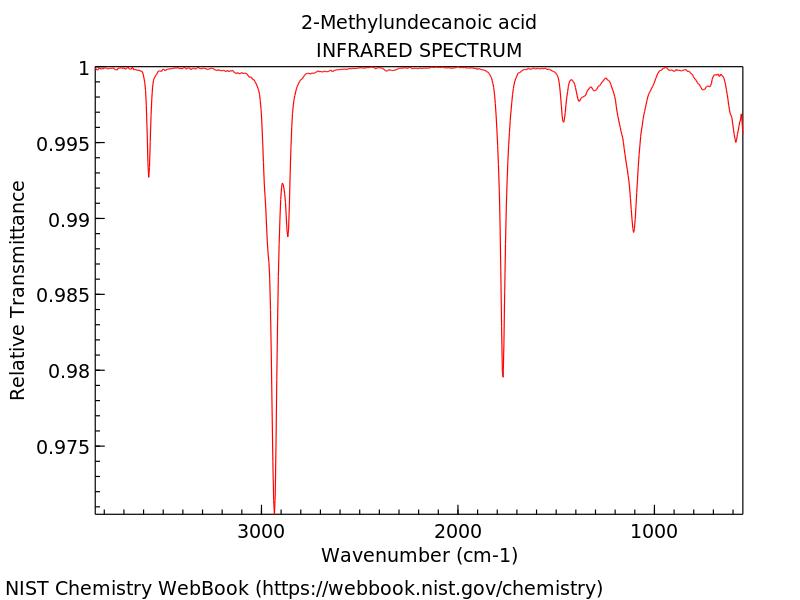 2-Methylundecanoic acid
INFRARED SPECTRUM
1
0.995
0.99
0.985
0.98
0.975
Relative Transmittance
3000 2000 1000
Wavenumber (cm-1)
NIST Chemistry WebBook (https://webbook.nist.gov/chemistry)